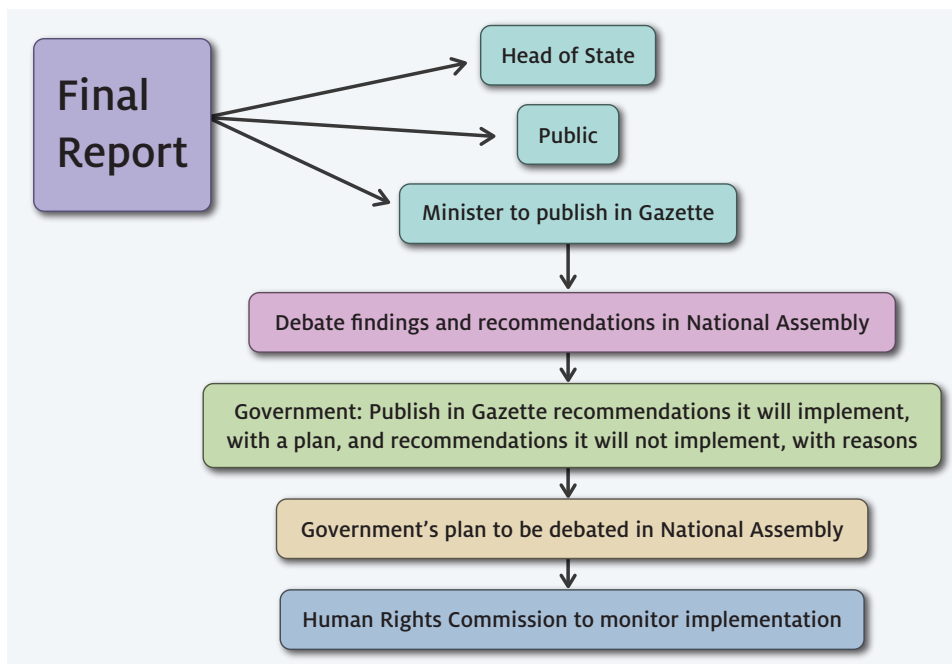 Final
Report
Head of State
Public
Minister to publish in Gazette
Debate findings and recommendations in National Assembly
Government: Publish in Gazette recommendations it will implement,
with a plan, and recommendations it will not implement, with reasons
Government’s plan to be debated in National Assembly
Human Rights Commission to monitor implementation